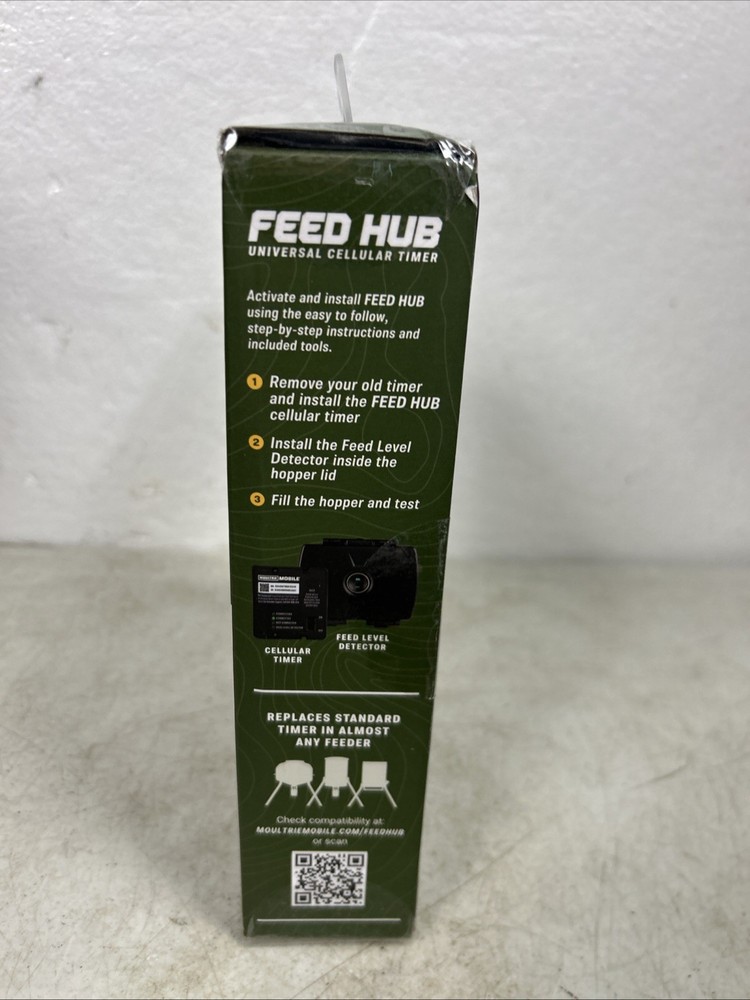 FEED HUB
UNIVERSAL CELLULAR TIMER
Activate and install FEED HUB
using the easy to follow,
step-by-step instructions and
included tools.
1 Remove your old timer
and install the FEED HUB
cellular timer
2 Install the Feed Level
Detector inside the
hopper lid
3 Fill the hopper and test
MOULTRIE MOBILE
CELLULAR
TIMER
FEED LEVEL
DETECTOR
REPLACES STANDARD
TIMER IN ALMOST
ANY FEEDER
Check compatibility at:
MOULTRIEMOBILE.COM/FEEDHUB
or scan